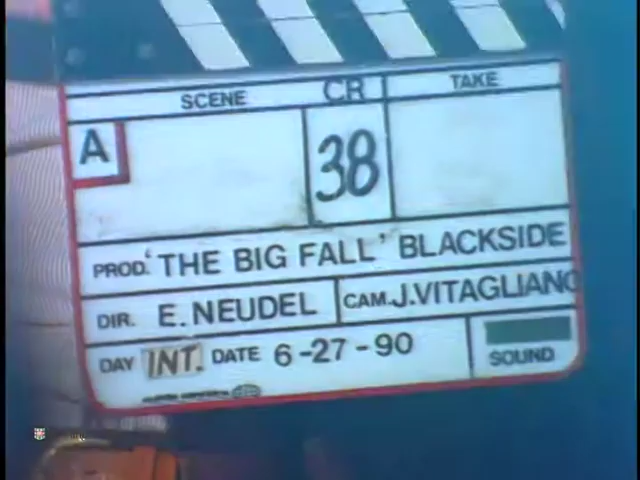 SCENE CR TAKE
A 38
PROD. 'THE BIG FALL' BLACKSIDE
DIR. E. NEUDEL CAM. J. VITAGLIANO
DAY INT. DATE 6-27-90 SOUND